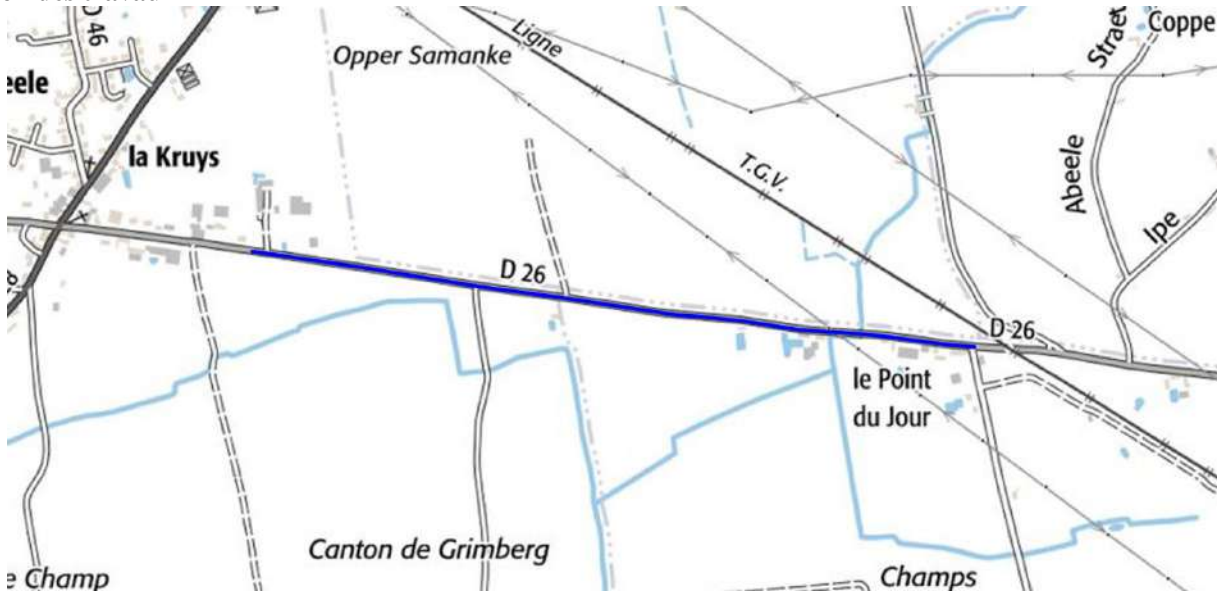 D 46
Opper Samanke
Ligne
Straet
Coppe
eele
la Kruys
T.G.V.
Abeele
Ipe
D 26
D 26
le Point
du Jour
Canton de Grimberg
e Champ
Champs